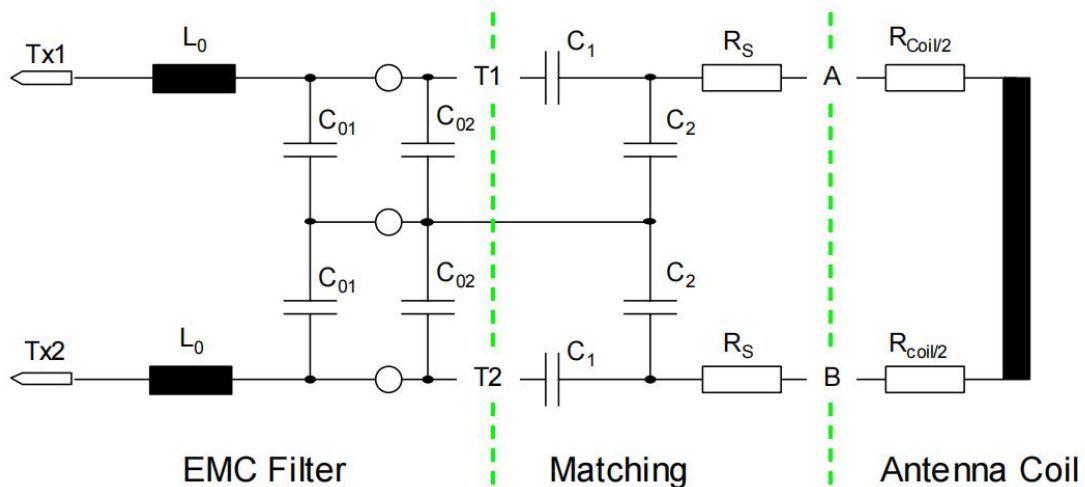 Tx1
L0
C01
C02
T1
C1
C2
RS
A
RCoil/2
C01
C02
C2
Tx2
L0
T2
C1
RS
B
Rcoil/2
EMC Filter
Matching
Antenna Coil